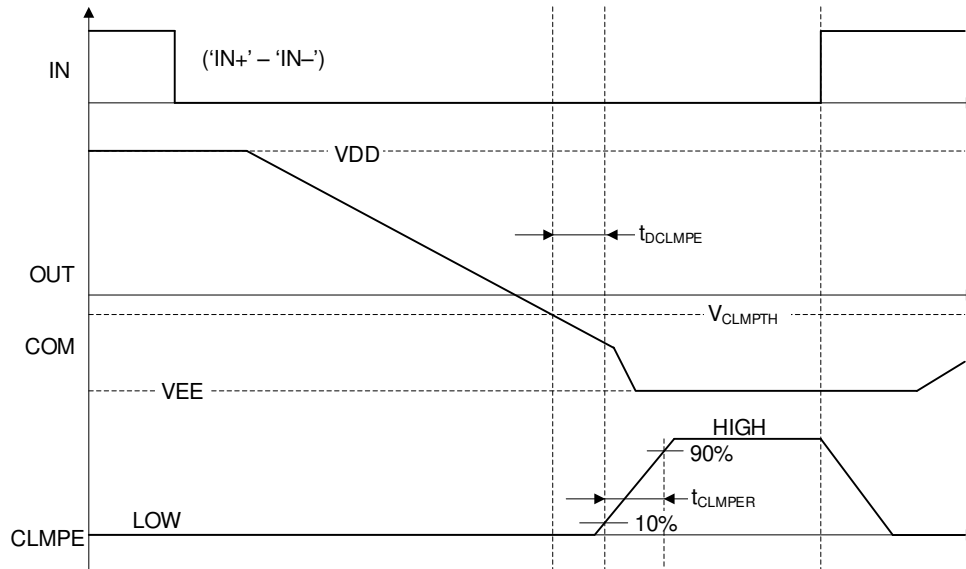 IN
(‘IN+’ – ‘IN–’)
VDD
tDCLMPE
OUT
VCLMPTH
COM
VEE
HIGH
90%
tCLMPER
LOW
10%
CLMPE